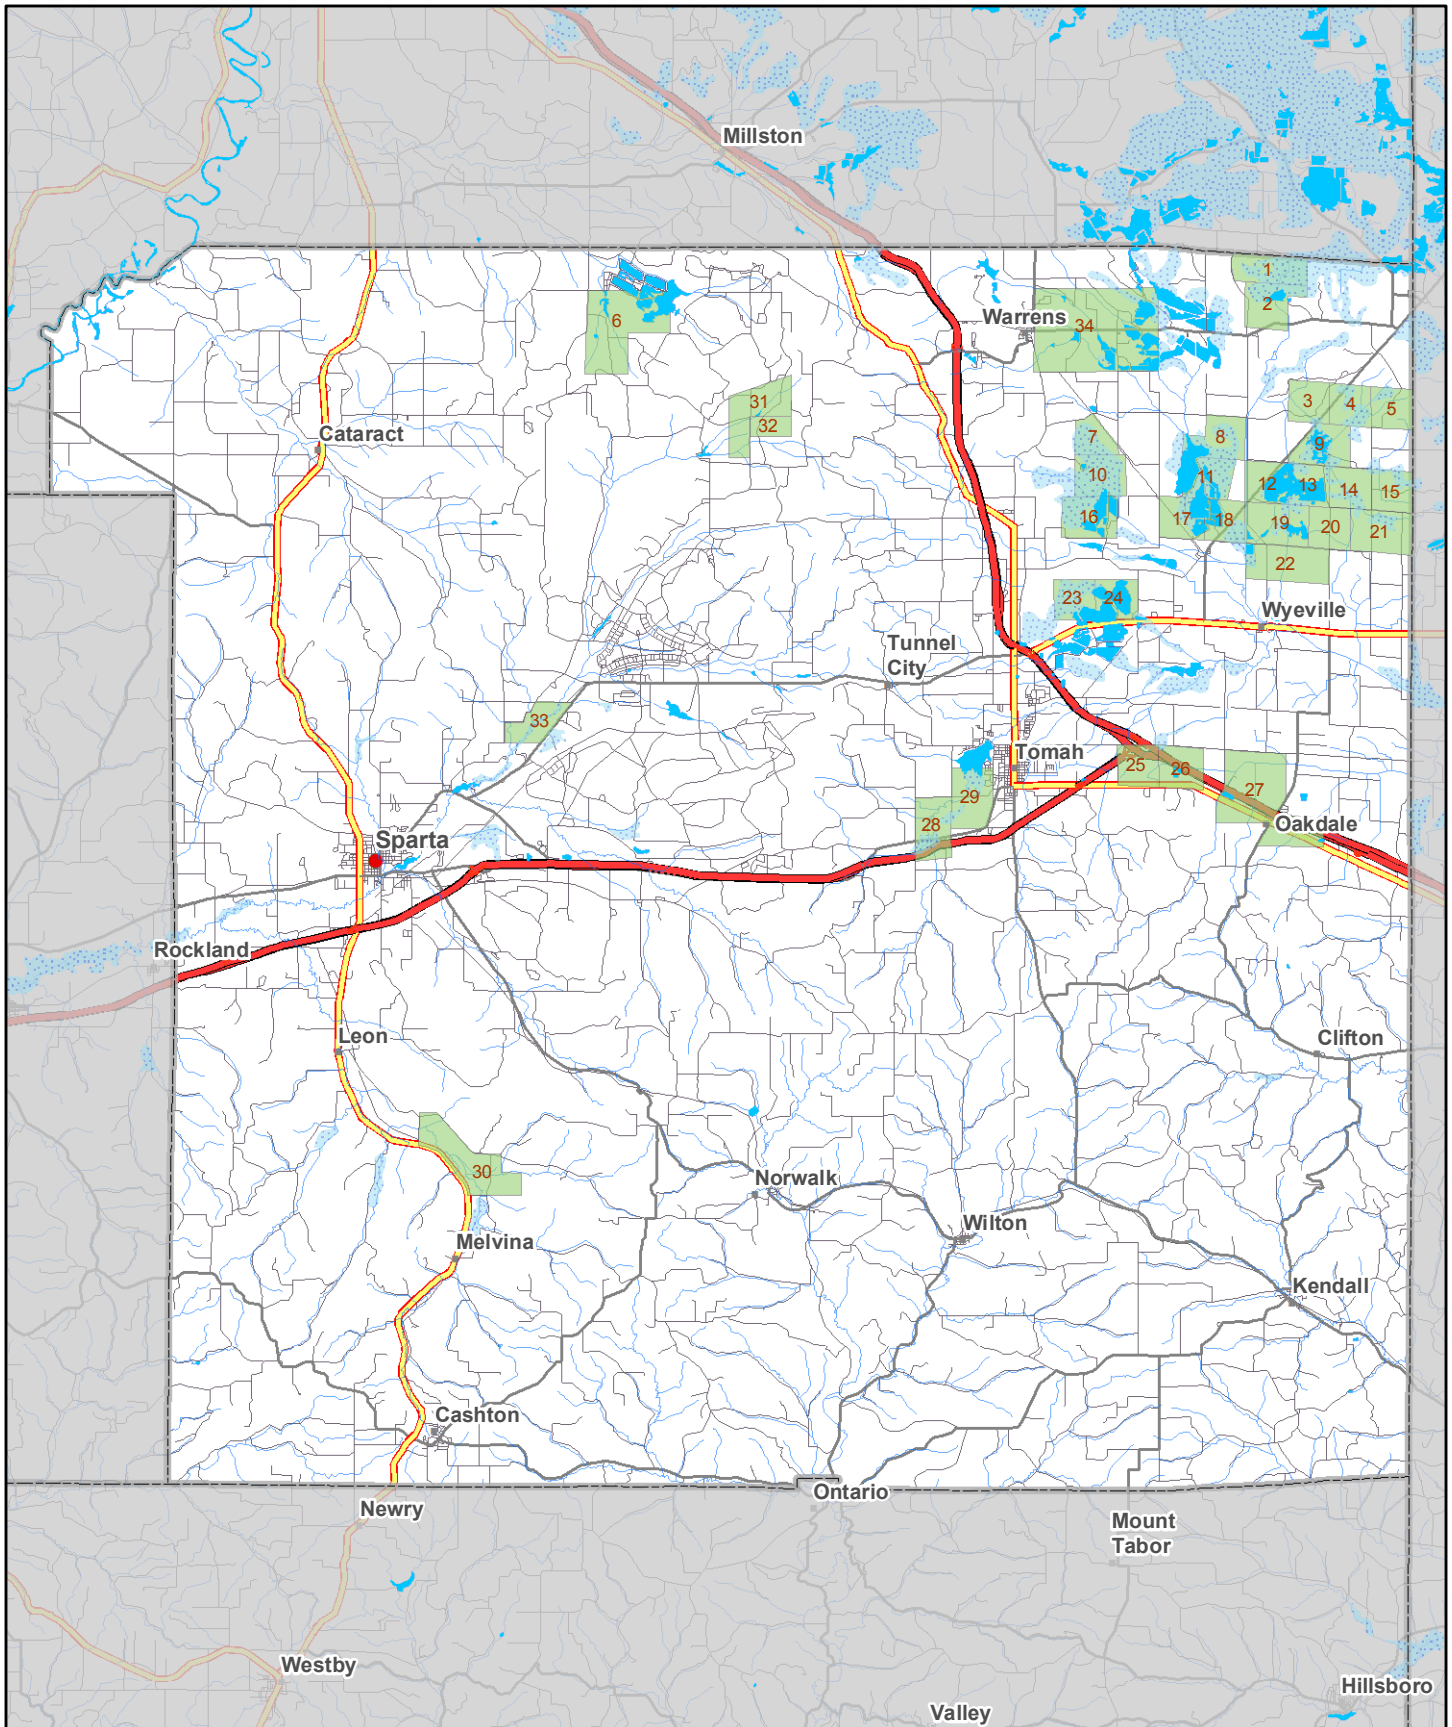 Millston
1
2
Warrens
34
6
31
32
3
4
5
Cataract
7
8
9
10
11
12
13
14
15
16
17
18
19
20
21
22
23
24
Wyeville
Tunnel
City
33
Tomah
25
26
27
29
28
Oakdale
Sparta
Rockland
Leon
Clifton
30
Norwalk
Wilton
Melvina
Kendall
Cashton
Ontario
Newry
Mount
Tabor
Westby
Hillsboro
Valley